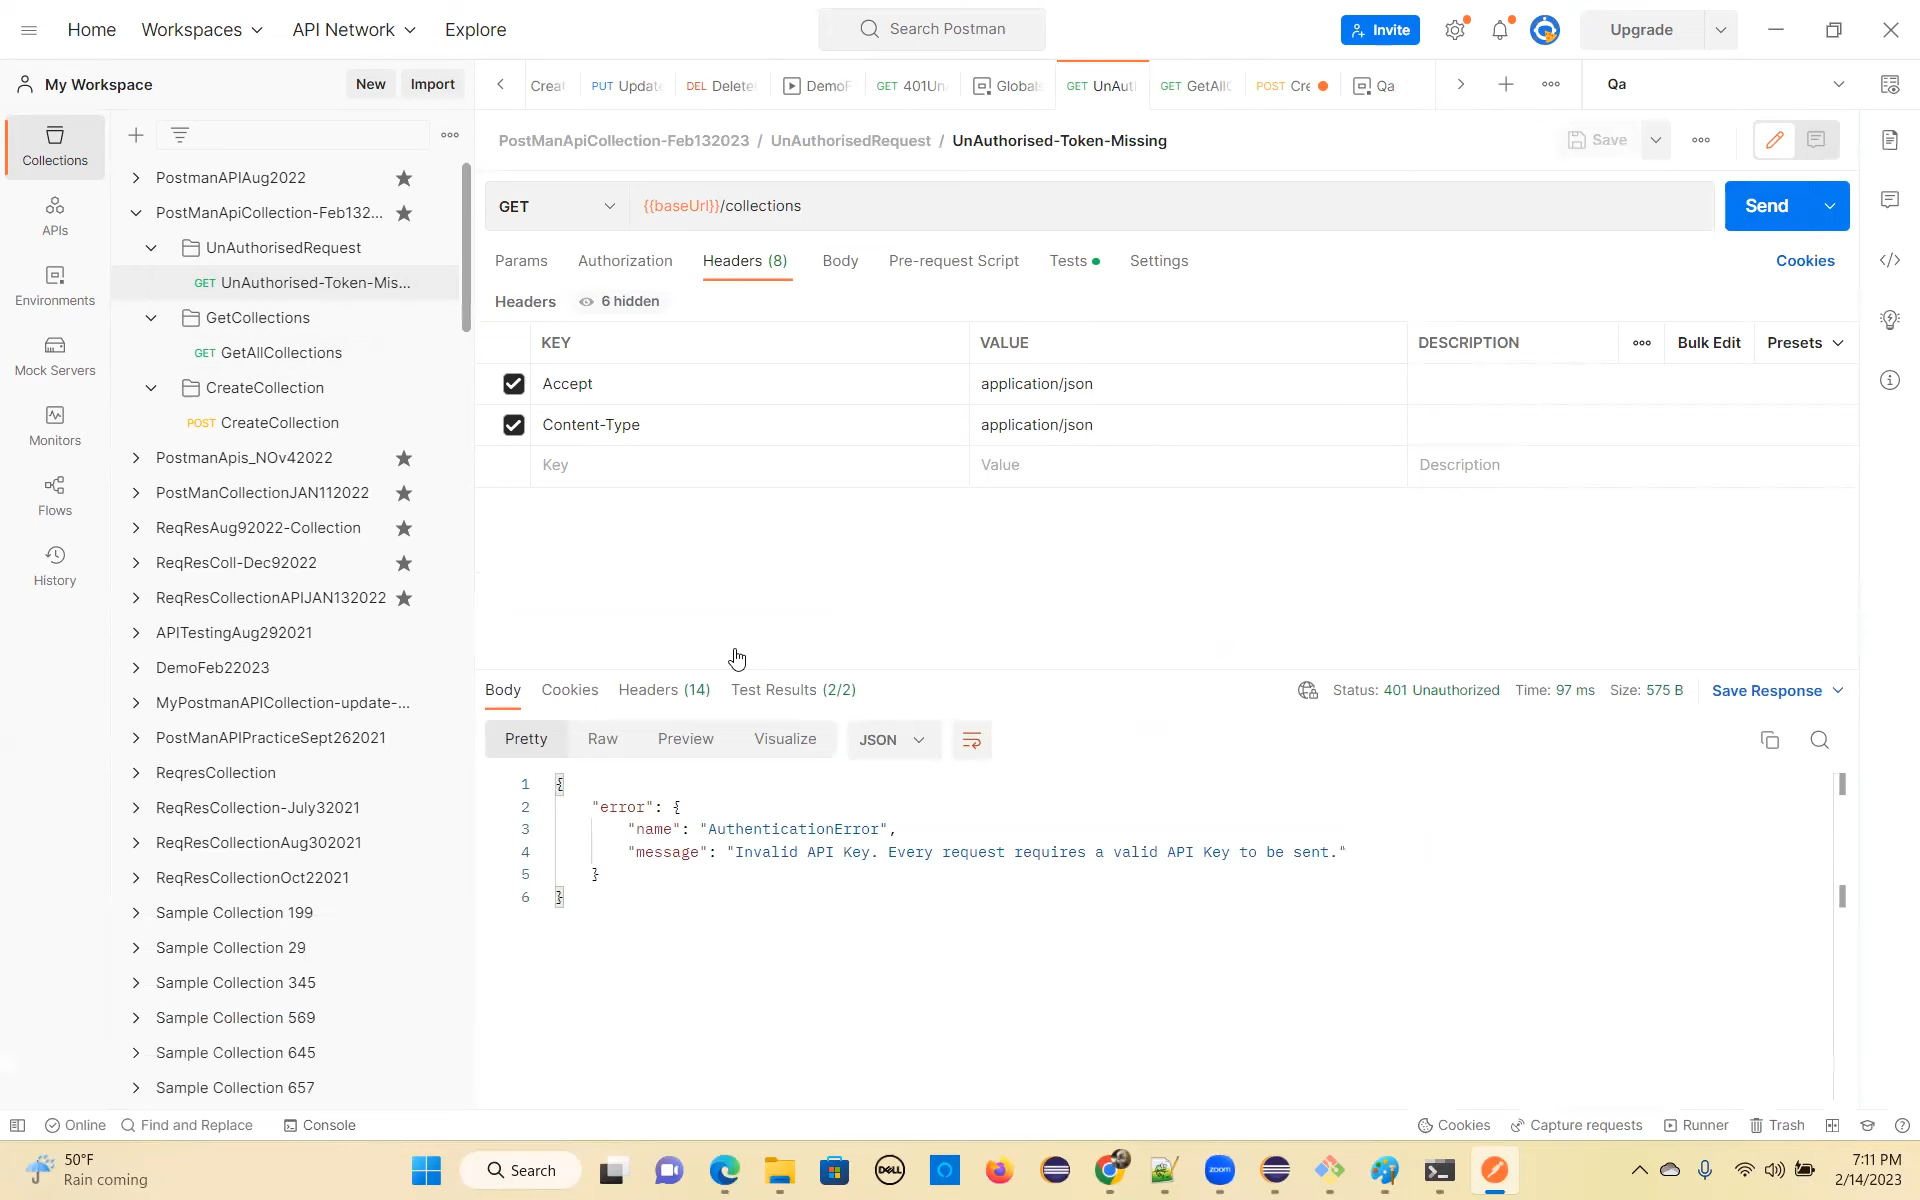 Home Workspaces API Network Explore Search Postman Invite Upgrade
My Workspace New Import Creat PUT Update DEL Delete DemoF GET 401Un Globals GET UnAut GET GetAllC POST Cre Qa Qa
PostManApiCollection-Feb132023 / UnAuthorisedRequest / UnAuthorised-Token-Missing Save
Collections
APIs
Environments
Mock Servers
Monitors
Flows
History
PostmanAPIAug2022
PostManApiCollection-Feb132...
UnAuthorisedRequest
GET UnAuthorised-Token-Mis...
GetCollections
GET GetAllCollections
CreateCollection
POST CreateCollection
PostmanApis_NOv42022
PostManCollectionJAN112022
ReqResAug92022-Collection
ReqResColl-Dec92022
ReqResCollectionAPIJAN132022
APITestingAug292021
DemoFeb22023
MyPostmanAPICollection-update-...
PostManAPIPracticeSept262021
ReqresCollection
ReqResCollection-July32021
ReqResCollectionAug302021
ReqResCollectionOct22021
Sample Collection 199
Sample Collection 29
Sample Collection 345
Sample Collection 569
Sample Collection 645
Sample Collection 657
GET {{baseUrl}}/collections Send
Params Authorization Headers (8) Body Pre-request Script Tests Settings Cookies
Headers 6 hidden
KEY VALUE DESCRIPTION Bulk Edit Presets
Accept application/json
Content-Type application/json
Key Value Description
Body Cookies Headers (14) Test Results (2/2) Status: 401 Unauthorized Time: 97 ms Size: 575 B Save Response
Pretty Raw Preview Visualize JSON
1 {
2 "error": {
3 "name": "AuthenticationError",
4 "message": "Invalid API Key. Every request requires a valid API Key to be sent."
5 }
6 }
Online Find and Replace Console Cookies Capture requests Runner Trash
50°F
Rain coming
Search
DELL
zoom
7:11 PM
2/14/2023